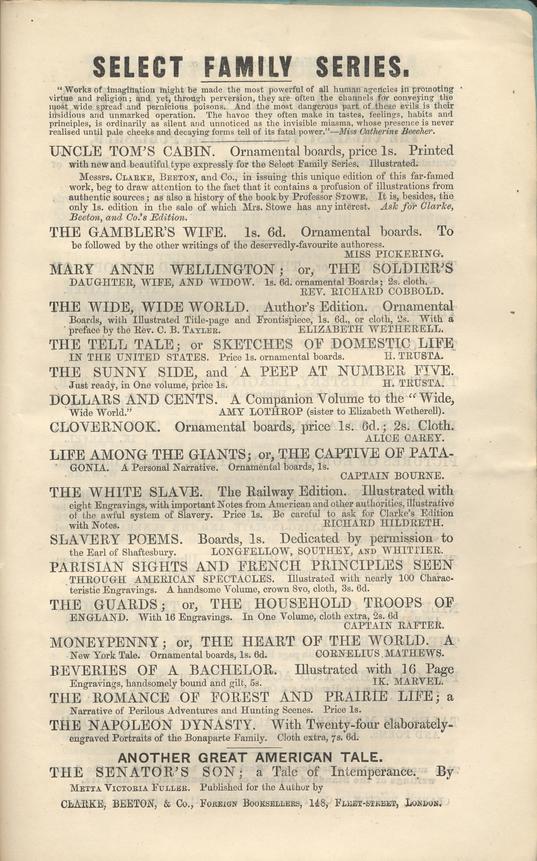 SELECT FAMILY SERIES.
"Works of imagination might be made the most powerful of all human agencies in promoting
virtue and religion; and yet, through perversion, they are often the channels for conveying the
most wide spread and pernicious poisons. And the most dangerous part of these evils is their
insidious and unmarked operation. The havoc they often make in tastes, feelings, habits and
principles, is ordinarily as silent and unnoticed as the invisible miasma, whose presence is never
realised until pale cheeks and decaying forms tell of its fatal power."—Miss Catherine Beecher.
UNCLE TOM'S CABIN. Ornamental boards, price 1s. Printed
with new and beautiful type expressly for the Select Family Series. Illustrated.
Messrs. CLARKE, BEETON, and Co., in issuing this unique edition of this far-famed
work, beg to draw attention to the fact that it contains a profusion of illustrations from
authentic sources; as also a history of the book by Professor STOWE. It is, besides, the
only 1s. edition in the sale of which Mrs. Stowe has any interest. Ask for Clarke,
Beeton, and Co.'s Edition.
THE GAMBLER'S WIFE. 1s. 6d. Ornamental boards. To
be followed by the other writings of the deservedly-favourite authoress.
MISS PICKERING.
MARY ANNE WELLINGTON; or, THE SOLDIER'S
DAUGHTER, WIFE, AND WIDOW. 1s. 6d. ornamental Boards; 2s. cloth.
REV. RICHARD COBBOLD.
THE WIDE, WIDE WORLD. Author's Edition. Ornamental
Boards, with Illustrated Title-page and Frontispiece, 1s. 6d., or cloth, 2s. With a
preface by the Rev. C. B. TAYLER. ELIZABETH WETHERELL.
THE TELL TALE; or SKETCHES OF DOMESTIC LIFE
IN THE UNITED STATES. Price 1s. ornamental boards. H. TRUSTA.
THE SUNNY SIDE, and A PEEP AT NUMBER FIVE.
Just ready, in One volume, price 1s. H. TRUSTA.
DOLLARS AND CENTS. A Companion Volume to the "Wide,
Wide World." AMY LOTHROP (sister to Elizabeth Wetherell).
CLOVERNOOK. Ornamental boards, price 1s. 6d.; 2s. Cloth.
ALICE CAREY.
LIFE AMONG THE GIANTS; or, THE CAPTIVE OF PATA-
GONIA. A Personal Narrative. Ornamental boards, 1s.
CAPTAIN BOURNE.
THE WHITE SLAVE. The Railway Edition. Illustrated with
eight Engravings, with important Notes from American and other authorities, illustrative
of the awful system of Slavery. Price 1s. Be careful to ask for Clarke's Edition
with Notes. RICHARD HILDRETH.
SLAVERY POEMS. Boards, 1s. Dedicated by permission to
the Earl of Shaftesbury. LONGFELLOW, SOUTHEY, AND WHITTIER.
PARISIAN SIGHTS AND FRENCH PRINCIPLES SEEN
THROUGH AMERICAN SPECTACLES. Illustrated with nearly 100 Charac-
teristic Engravings. A handsome Volume, crown 8vo, cloth, 3s. 6d.
THE GUARDS; or, THE HOUSEHOLD TROOPS OF
ENGLAND. With 16 Engravings. In One Volume, cloth extra, 2s. 6d
CAPTAIN RAFTER.
MONEYPENNY; or, THE HEART OF THE WORLD. A
New York Tale. Ornamental boards, 1s. 6d. CORNELIUS MATHEWS.
BEVERIES OF A BACHELOR. Illustrated with 16 Page
Engravings, handsomely bound and gilt, 5s. IK. MARVEL.
THE ROMANCE OF FOREST AND PRAIRIE LIFE; a
Narrative of Perilous Adventures and Hunting Scenes. Price 1s.
THE NAPOLEON DYNASTY. With Twenty-four elaborately-
engraved Portraits of the Bonaparte Family. Cloth extra, 7s. 6d.
ANOTHER GREAT AMERICAN TALE.
THE SENATOR'S SON; a Tale of Intemperance. By
METTA VICTORIA FULLER. Published for the Author by
CLARKE, BEETON, & Co., FOREIGN BOOKSELLERS, 148, FLEET-STREET, LONDON.